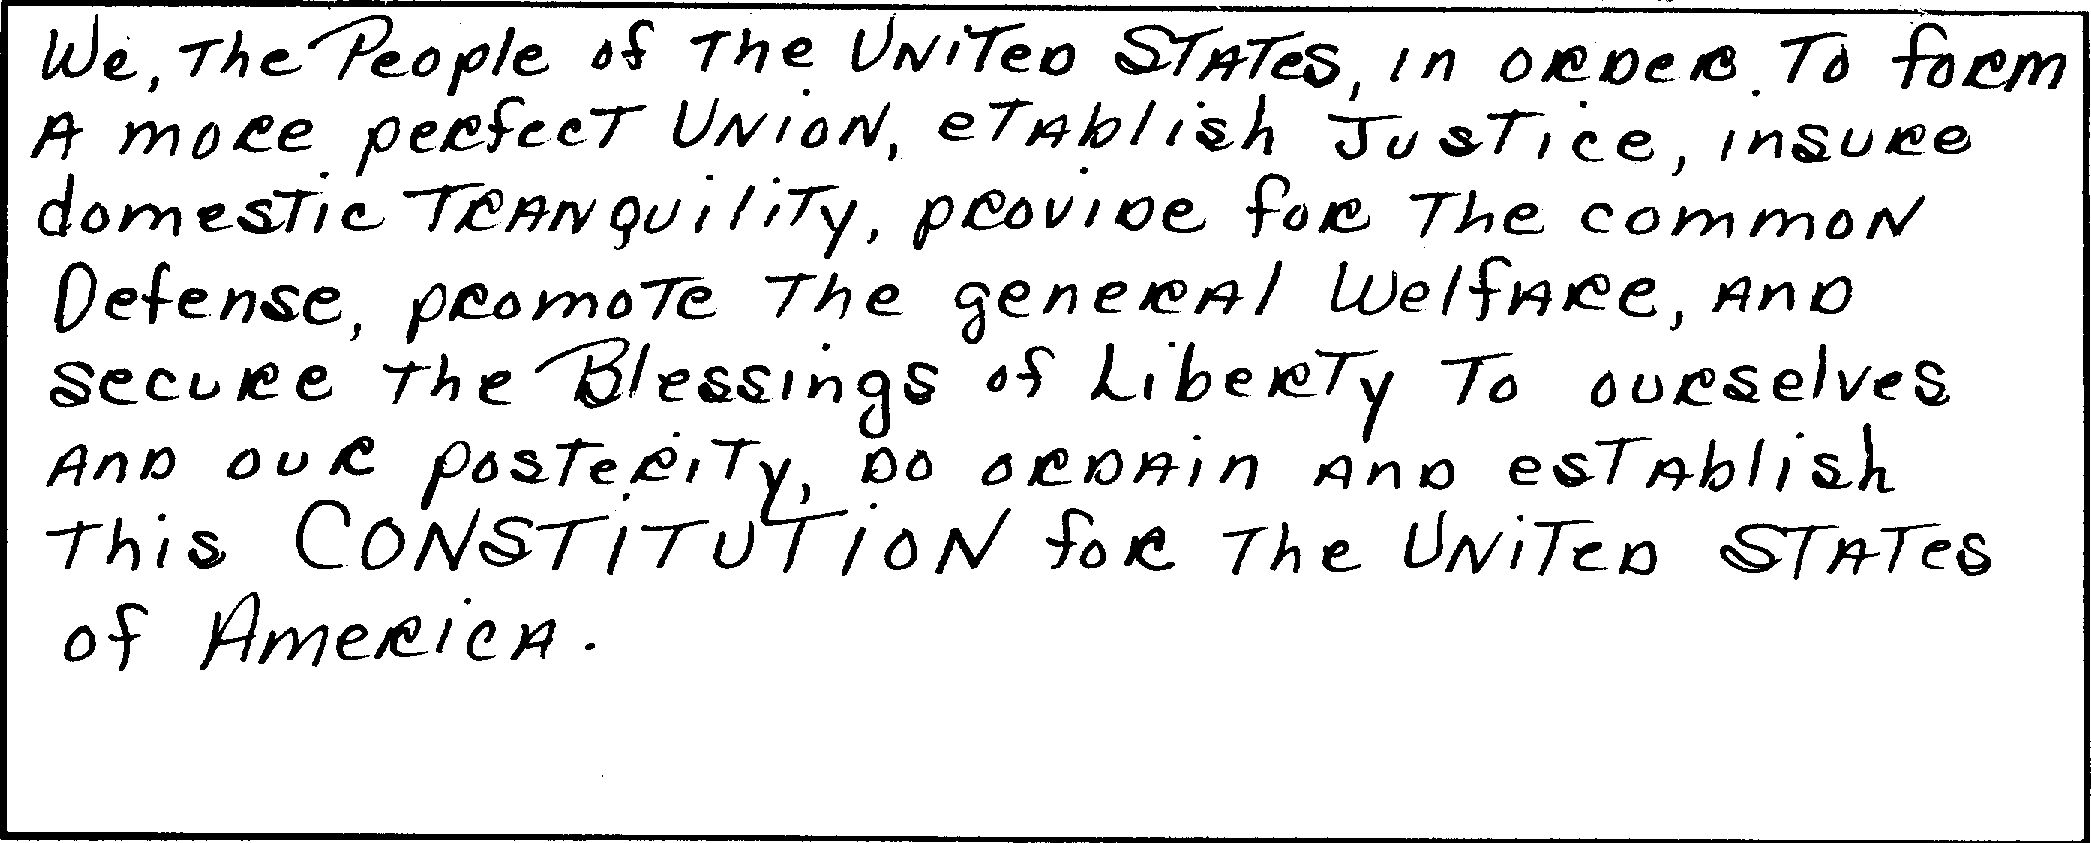 We, The People of The UNiTeD STATeS, in orDer To form
A more perfecT UNiON, eTAblish JusTice, insure
domesTic TRANquiliTy, proviDe for The commoN
Defense, promoTe The generAl WelfAre, AnD
secure The Blessings of LiberTy To ourselves
AnD our posTeriTy, Do orDAin AnD esTAblish
This CONSTiTUTiON for The UNiTeD STATes
of AmericA.